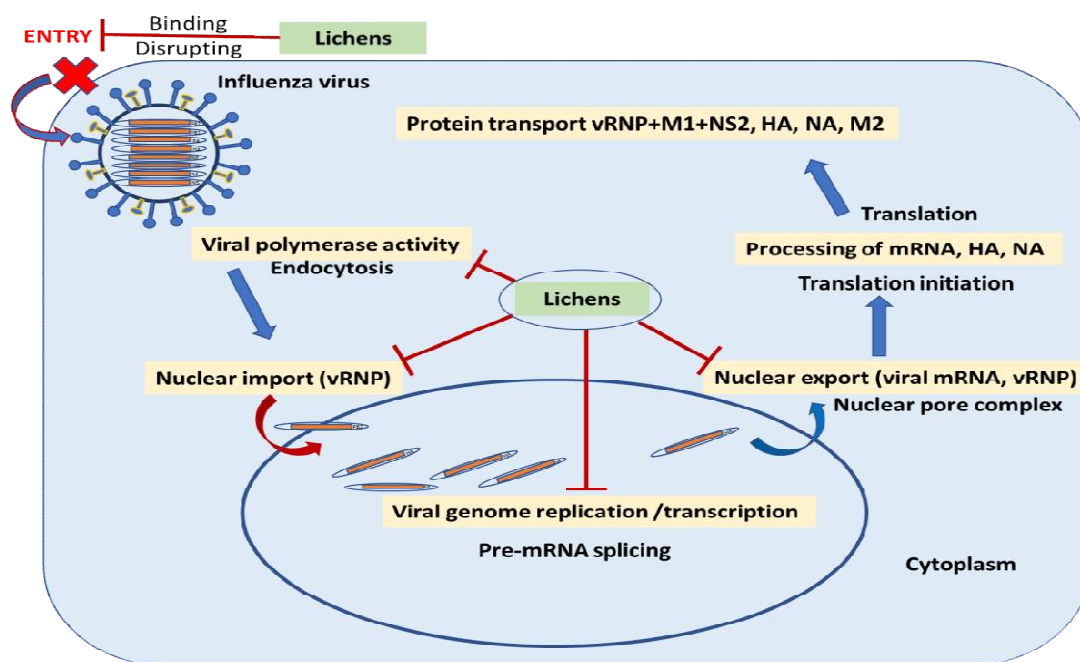 Binding
ENTRY
Lichens
Disrupting
Influenza virus
Protein transport vRNP+M1+NS2, HA, NA, M2
Translation
Viral polymerase activity
Processing of mRNA, HA, NA
Endocytosis
Translation initiation
Lichens
Nuclear import (vRNP)
Nuclear export (viral mRNA, vRNP)
Nuclear pore complex
Viral genome replication /transcription
Pre-mRNA splicing
Cytoplasm